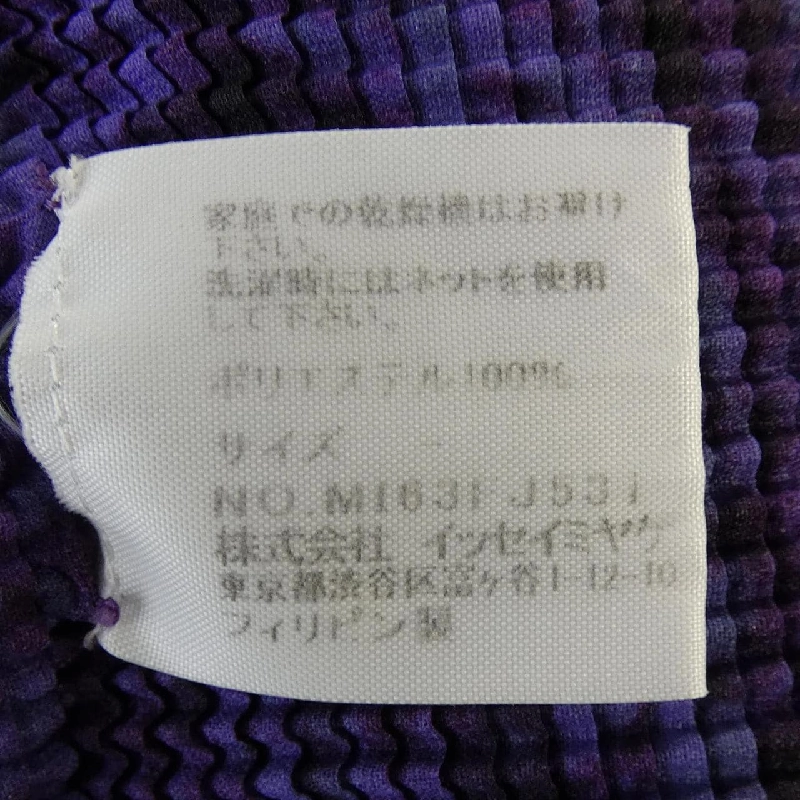 家庭での乾燥機はお避け
下さい。
洗濯時にはネットを使用
して下さい。
ポリエステル100%
サイズ -
NO.MI63FJ531
株式会社 イッセイミヤケ
東京都渋谷区富ヶ谷1-12-10
フィリピン製